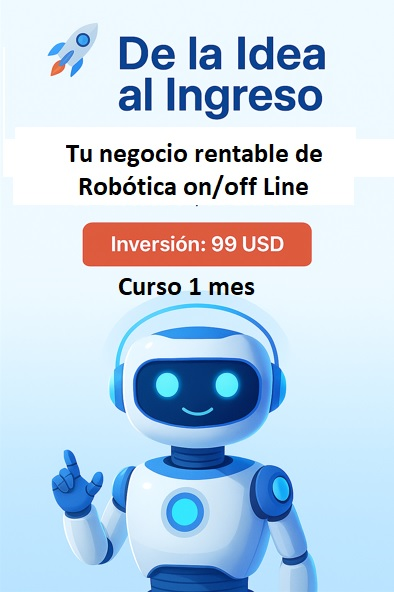 De la Idea
al Ingreso
Tu negocio rentable de
Robótica on/off Line
Inversión: 99 USD
Curso 1 mes